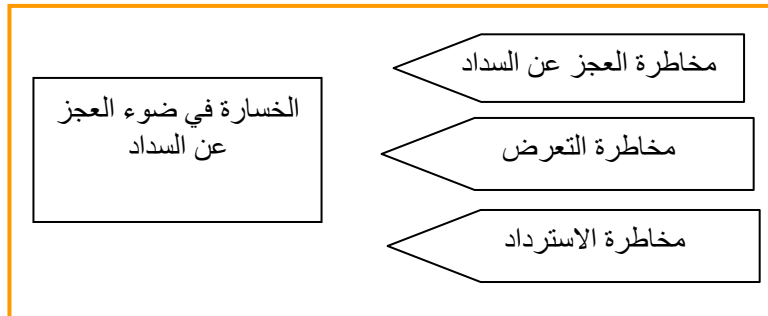 مخاطرة العجز عن السداد
مخاطرة التعرض
مخاطرة الاسترداد
الخسارة في ضوء العجز
عن السداد